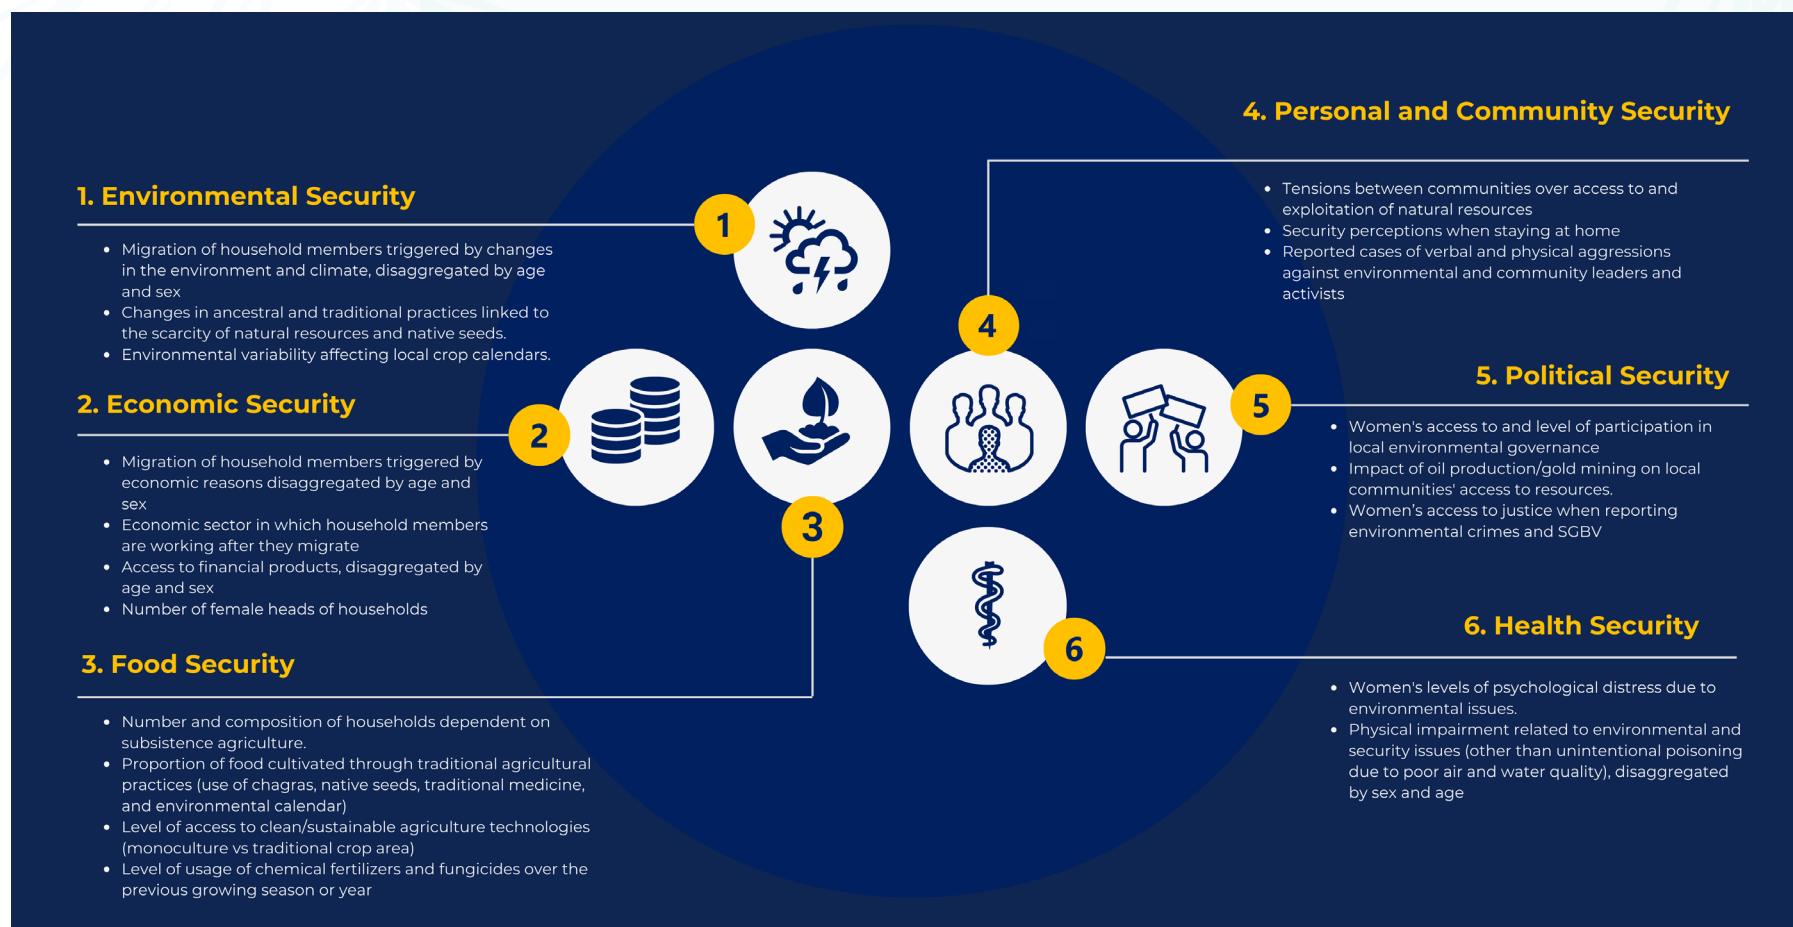 1. Environmental Security
1
• Migration of household members triggered by changes
in the environment and climate, disaggregated by age
and sex
• Changes in ancestral and traditional practices linked to
the scarcity of natural resources and native seeds.
• Environmental variability affecting local crop calendars.
2. Economic Security
2
• Migration of household members triggered by
economic reasons disaggregated by age and
sex
• Economic sector in which household members
are working after they migrate
• Access to financial products, disaggregated by
age and sex
• Number of female heads of households
3. Food Security
3
• Number and composition of households dependent on
subsistence agriculture.
• Proportion of food cultivated through traditional agricultural
practices (use of chagras, native seeds, traditional medicine,
and environmental calendar)
• Level of access to clean/sustainable agriculture technologies
(monoculture vs traditional crop area)
• Level of usage of chemical fertilizers and fungicides over the
previous growing season or year
4. Personal and Community Security
4
• Tensions between communities over access to and
exploitation of natural resources
• Security perceptions when staying at home
• Reported cases of verbal and physical aggressions
against environmental and community leaders and
activists
5. Political Security
5
• Women's access to and level of participation in
local environmental governance
• Impact of oil production/gold mining on local
communities' access to resources.
• Women's access to justice when reporting
environmental crimes and SGBV
6. Health Security
6
• Women's levels of psychological distress due to
environmental issues.
• Physical impairment related to environmental and
security issues (other than unintentional poisoning
due to poor air and water quality), disaggregated
by sex and age